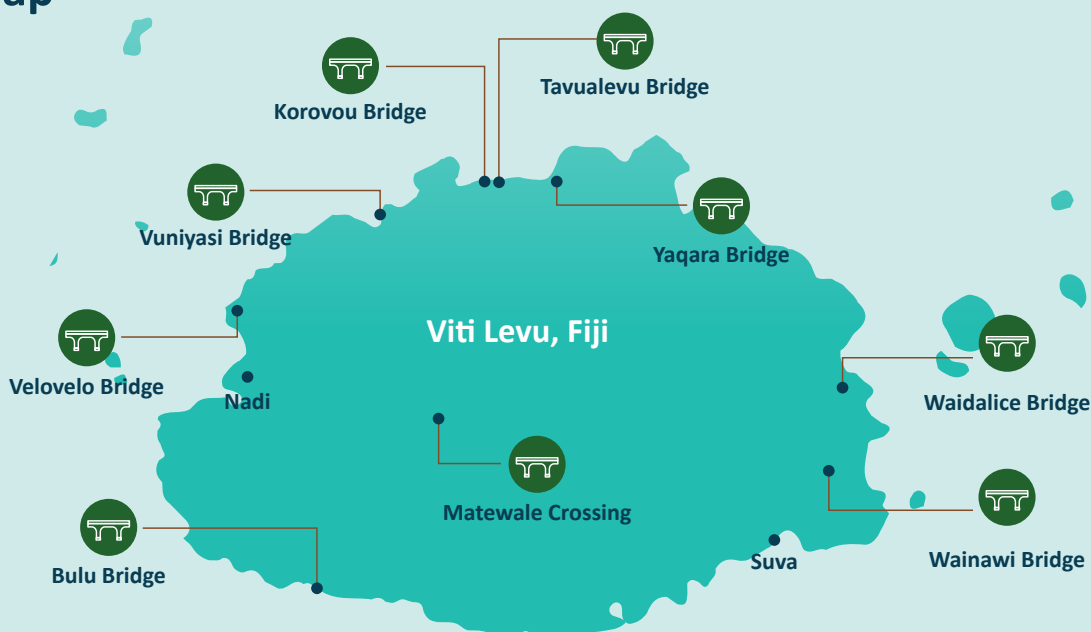 Tavualevu Bridge
Korovou Bridge
Vuniyasi Bridge
Yaqara Bridge
Viti Levu, Fiji
Velovelo Bridge
Nadi
Waidalice Bridge
Matewale Crossing
Suva
Wainawi Bridge
Bulu Bridge